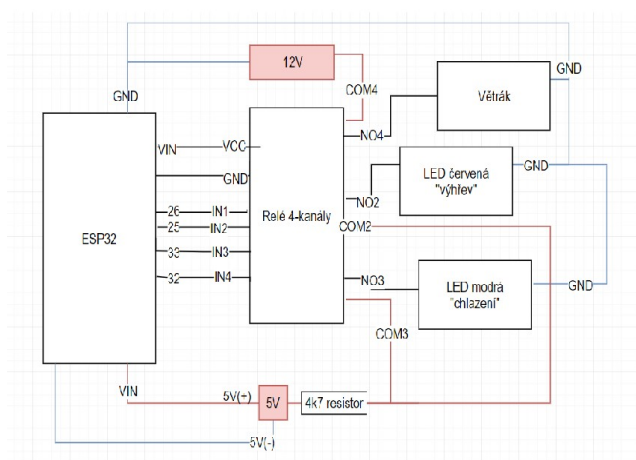 12V
GND
COM4
GND
Větrák
VIN
VCC
NO4
GND
LED červená
"výhřev"
GND
26
IN1
NO2
Relé 4-kanály
25
IN2
COM2
ESP32
33
IN3
32
IN4
NO3
LED modrá
"chlazení"
GND
COM3
VIN
5V(+)
5V
4k7 resistor
5V(-)